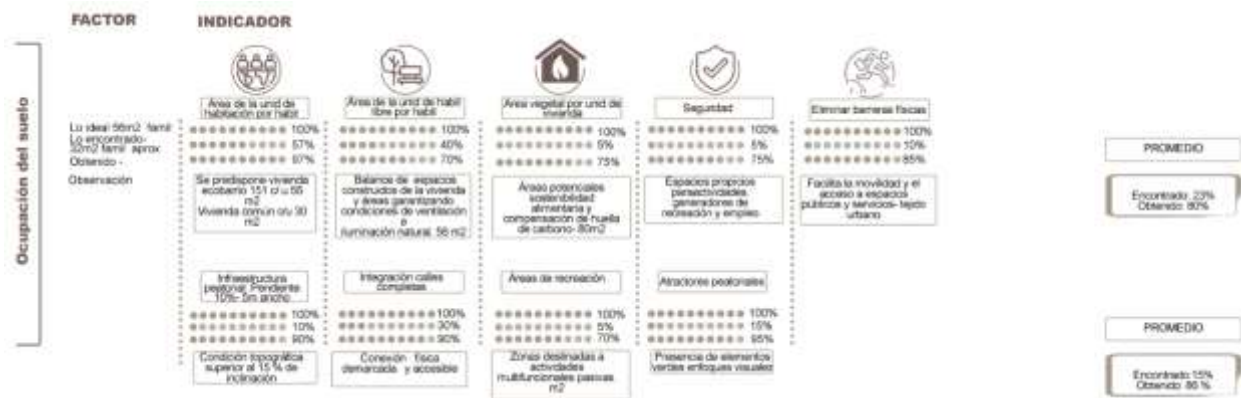 FACTOR
INDICADOR
Ocupación del suelo
Área de la unid de
habitación por habit
Área de la unid de habit
libre por habit
Área vegetal por unid de
vivienda
Seguridad
Eliminar barreras físicas
Lo ideal 56m2 famil
100%
100%
100%
100%
100%
Lo encontrado-
32m2 famil aprox
57%
40%
5%
5%
10%
Obtenido -
97%
70%
75%
75%
85%
Observación
Se predispone vivienda
ecobarrio 151 c/u 56
m2
Vivienda común c/u 30
m2
Balance de espacios
construidos de la vivienda
y áreas garantizando
condiciones de ventilación
e
iluminación natural. 56 m2
Áreas potenciales
sostenibilidad
alimentaria y
compensación de huella
de carbono- 80m2
Espacios propicios
generadores de
recreación y empleo
Facilita la movilidad y el
acceso a espacios
públicos y servicios- tejido
urbano
PROMEDIO
Encontrado: 23%
Obtenido: 80%
Infraestructura
peatonal. Pendiente
10%- 5m ancho
Integración calles
completas
Áreas de recreación
Atractores peatonales
100%
100%
100%
100%
10%
30%
5%
15%
90%
90%
70%
95%
Condición topográfica
superior al 15 % de
inclinación
Conexión física
demarcada y accesible
Zonas destinadas a
actividades
multifuncionales pasivas
m2
Presencia de elementos
verdes enfoques visuales
PROMEDIO
Encontrado: 15%
Obtenido: 86 %